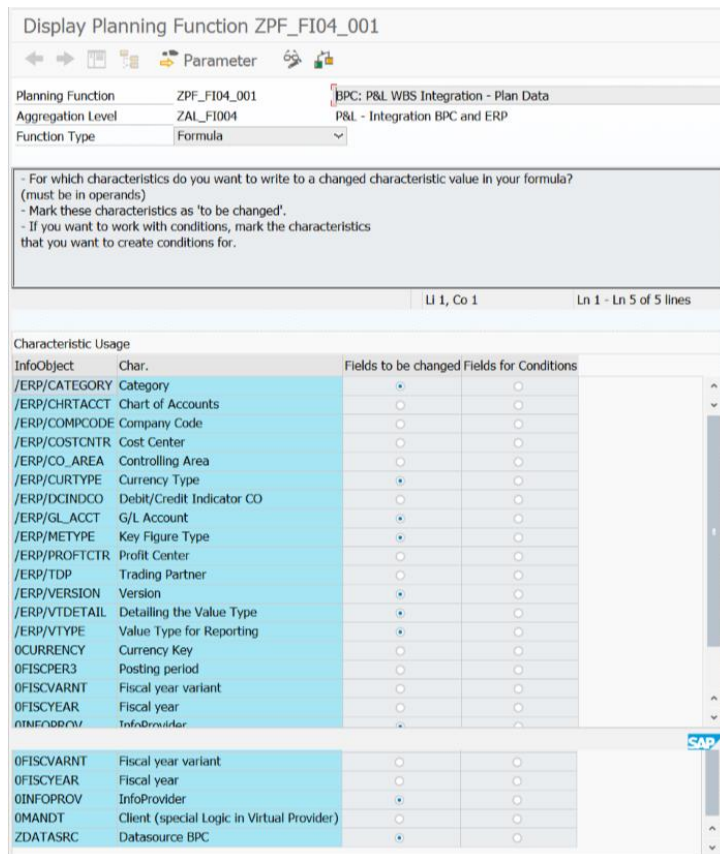 Display Planning Function ZPF_FI04_001
Parameter
Planning Function ZPF_FI04_001 BPC: P&L WBS Integration - Plan Data
Aggregation Level ZAL_FI004 P&L - Integration BPC and ERP
Function Type Formula
- For which characteristics do you want to write to a changed characteristic value in your formula?
(must be in operands)
- Mark these characteristics as 'to be changed'.
- If you want to work with conditions, mark the characteristics
that you want to create conditions for.
Li 1, Co 1 Ln 1 - Ln 5 of 5 lines
Characteristic Usage
InfoObject Char. Fields to be changed Fields for Conditions
/ERP/CATEGORY Category
/ERP/CHRTACCT Chart of Accounts
/ERP/COMPCODE Company Code
/ERP/COSTCNTR Cost Center
/ERP/CO_AREA Controlling Area
/ERP/CURTYPE Currency Type
/ERP/DCINDCO Debit/Credit Indicator CO
/ERP/GL_ACCT G/L Account
/ERP/METYPE Key Figure Type
/ERP/PROFTCTR Profit Center
/ERP/TDP Trading Partner
/ERP/VERSION Version
/ERP/VTDETAIL Detailing the Value Type
/ERP/VTYPE Value Type for Reporting
0CURRENCY Currency Key
0FISCPER3 Posting period
0FISCVARNT Fiscal year variant
0FISCYEAR Fiscal year
0INFOPROV InfoProvider
SAP
0FISCVARNT Fiscal year variant
0FISCYEAR Fiscal year
0INFOPROV InfoProvider
0MANDT Client (special Logic in Virtual Provider)
ZDATASRC Datasource BPC